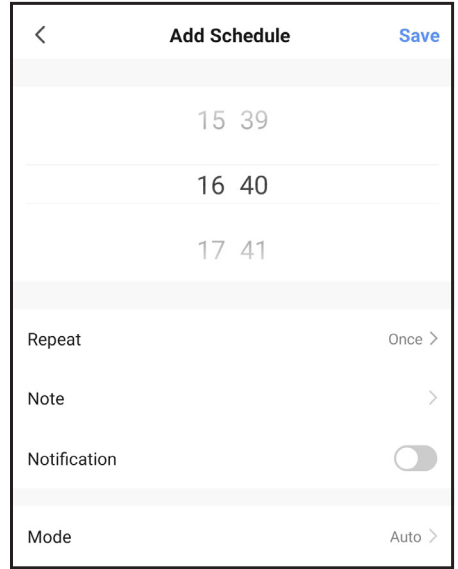 Add Schedule Save
15 39
16 40
17 41
Repeat Once
Note
Notification
Mode Auto